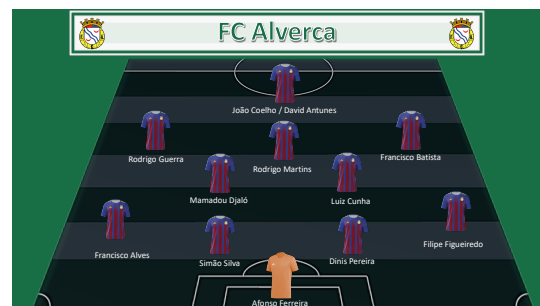 FC Alverca
João Coelho / David Antunes
Rodrigo Guerra
Rodrigo Martins
Francisco Batista
Mamadou Djaló
Luiz Cunha
Francisco Alves
Simão Silva
Dinis Pereira
Filipe Figueiredo
Afonso Ferreira